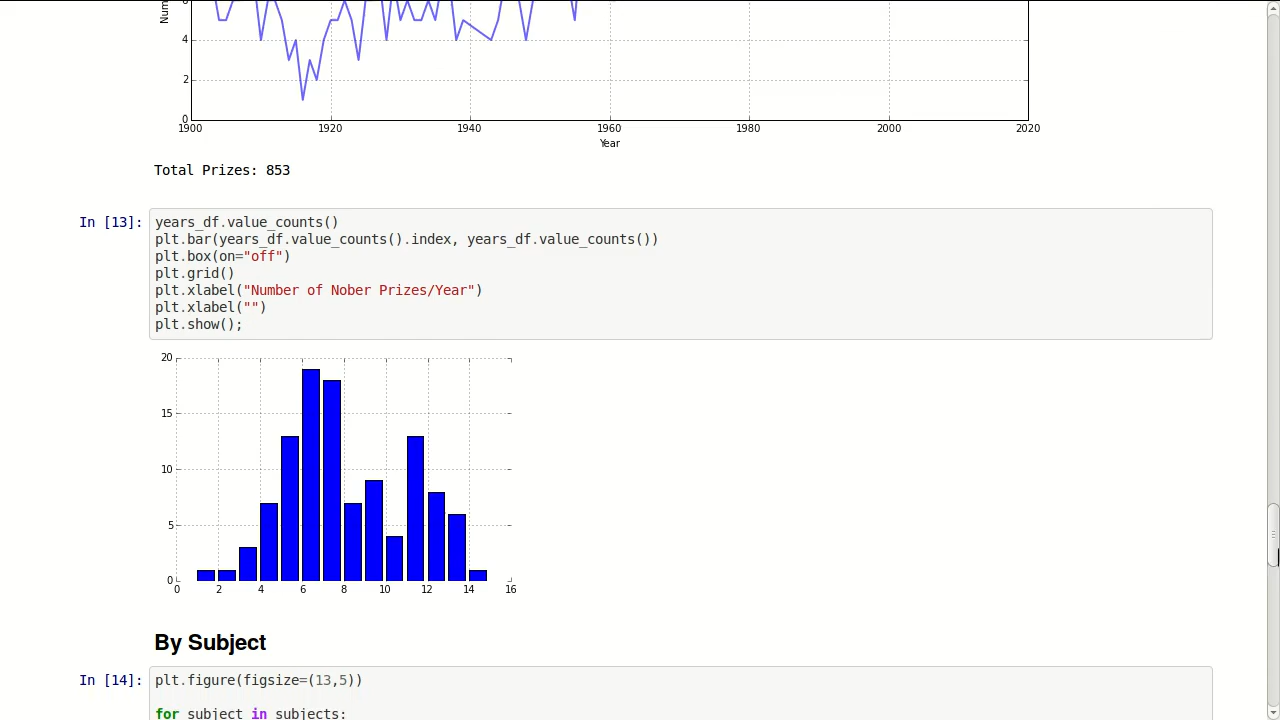 Num
6
4
2
0
1900 1920 1940 1960 1980 2000 2020
Year
Total Prizes: 853
In [13]:
years_df.value_counts()
plt.bar(years_df.value_counts().index, years_df.value_counts())
plt.box(on="off")
plt.grid()
plt.xlabel("Number of Nober Prizes/Year")
plt.xlabel("")
plt.show();
20
15
10
5
0
0 2 4 6 8 10 12 14 16
By Subject
In [14]:
plt.figure(figsize=(13,5))
for subject in subjects: